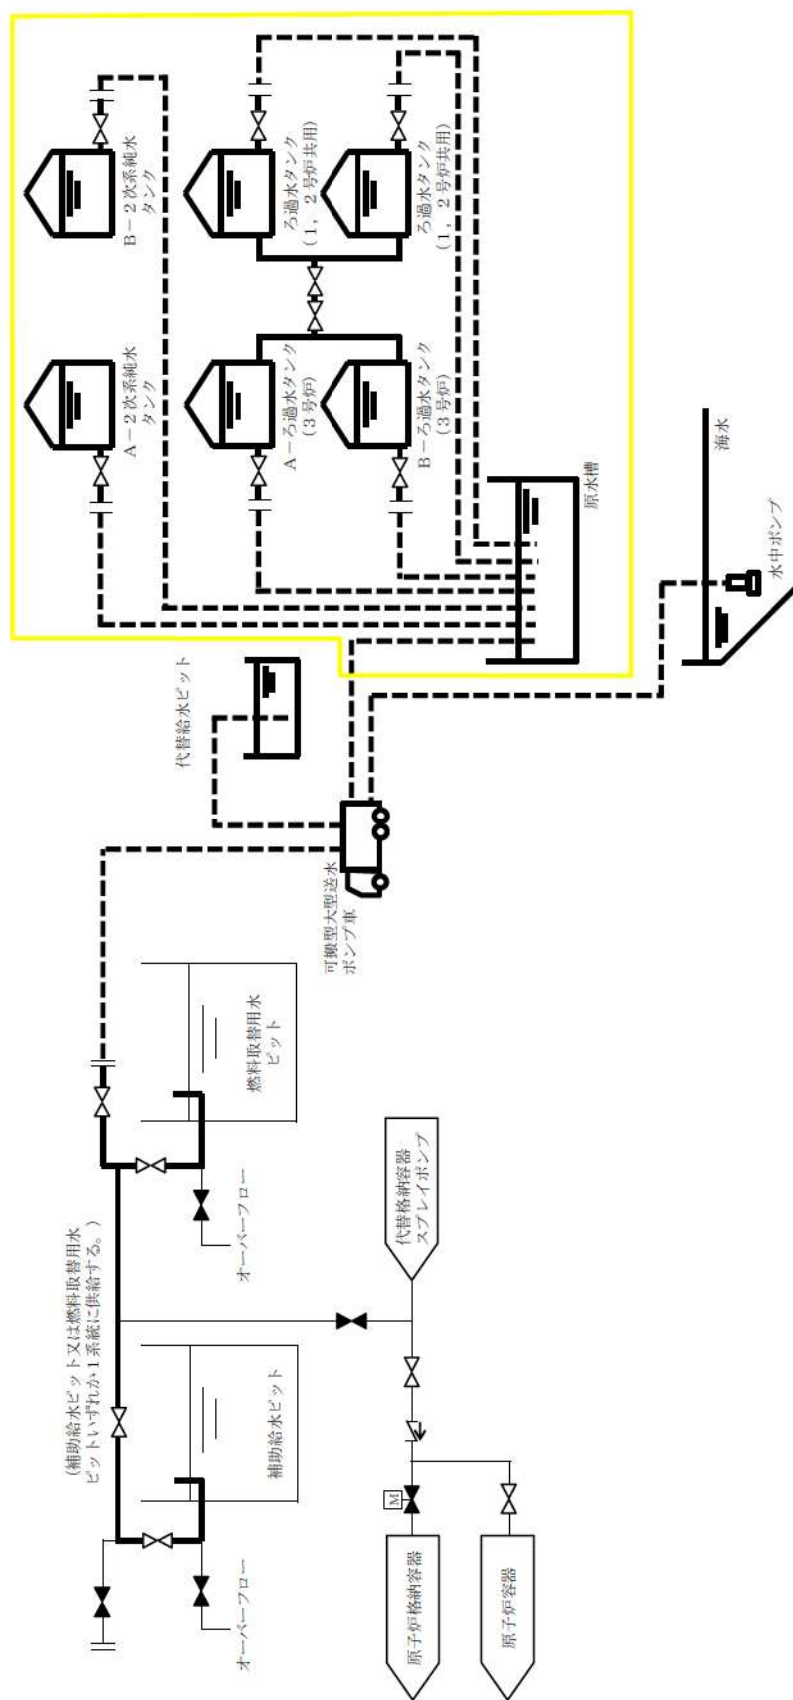 (補助給水ピット又は燃料取替用水
ピットいずれか1系統に供給する。)
オーバーフロー
補助給水ピット
オーバーフロー
燃料取替用水
ピット
M
原子炉格納容器
原子炉容器
代替格納容器
スプレイポンプ
可搬型大型送水
ポンプ車
代替給水ピット
A-2次系純水
タンク
B-2次系純水
タンク
A-ろ過水タンク
(3号炉)
ろ過水タンク
(1,2号炉共用)
B-ろ過水タンク
(3号炉)
ろ過水タンク
(1,2号炉共用)
原水槽
海水
水中ポンプ